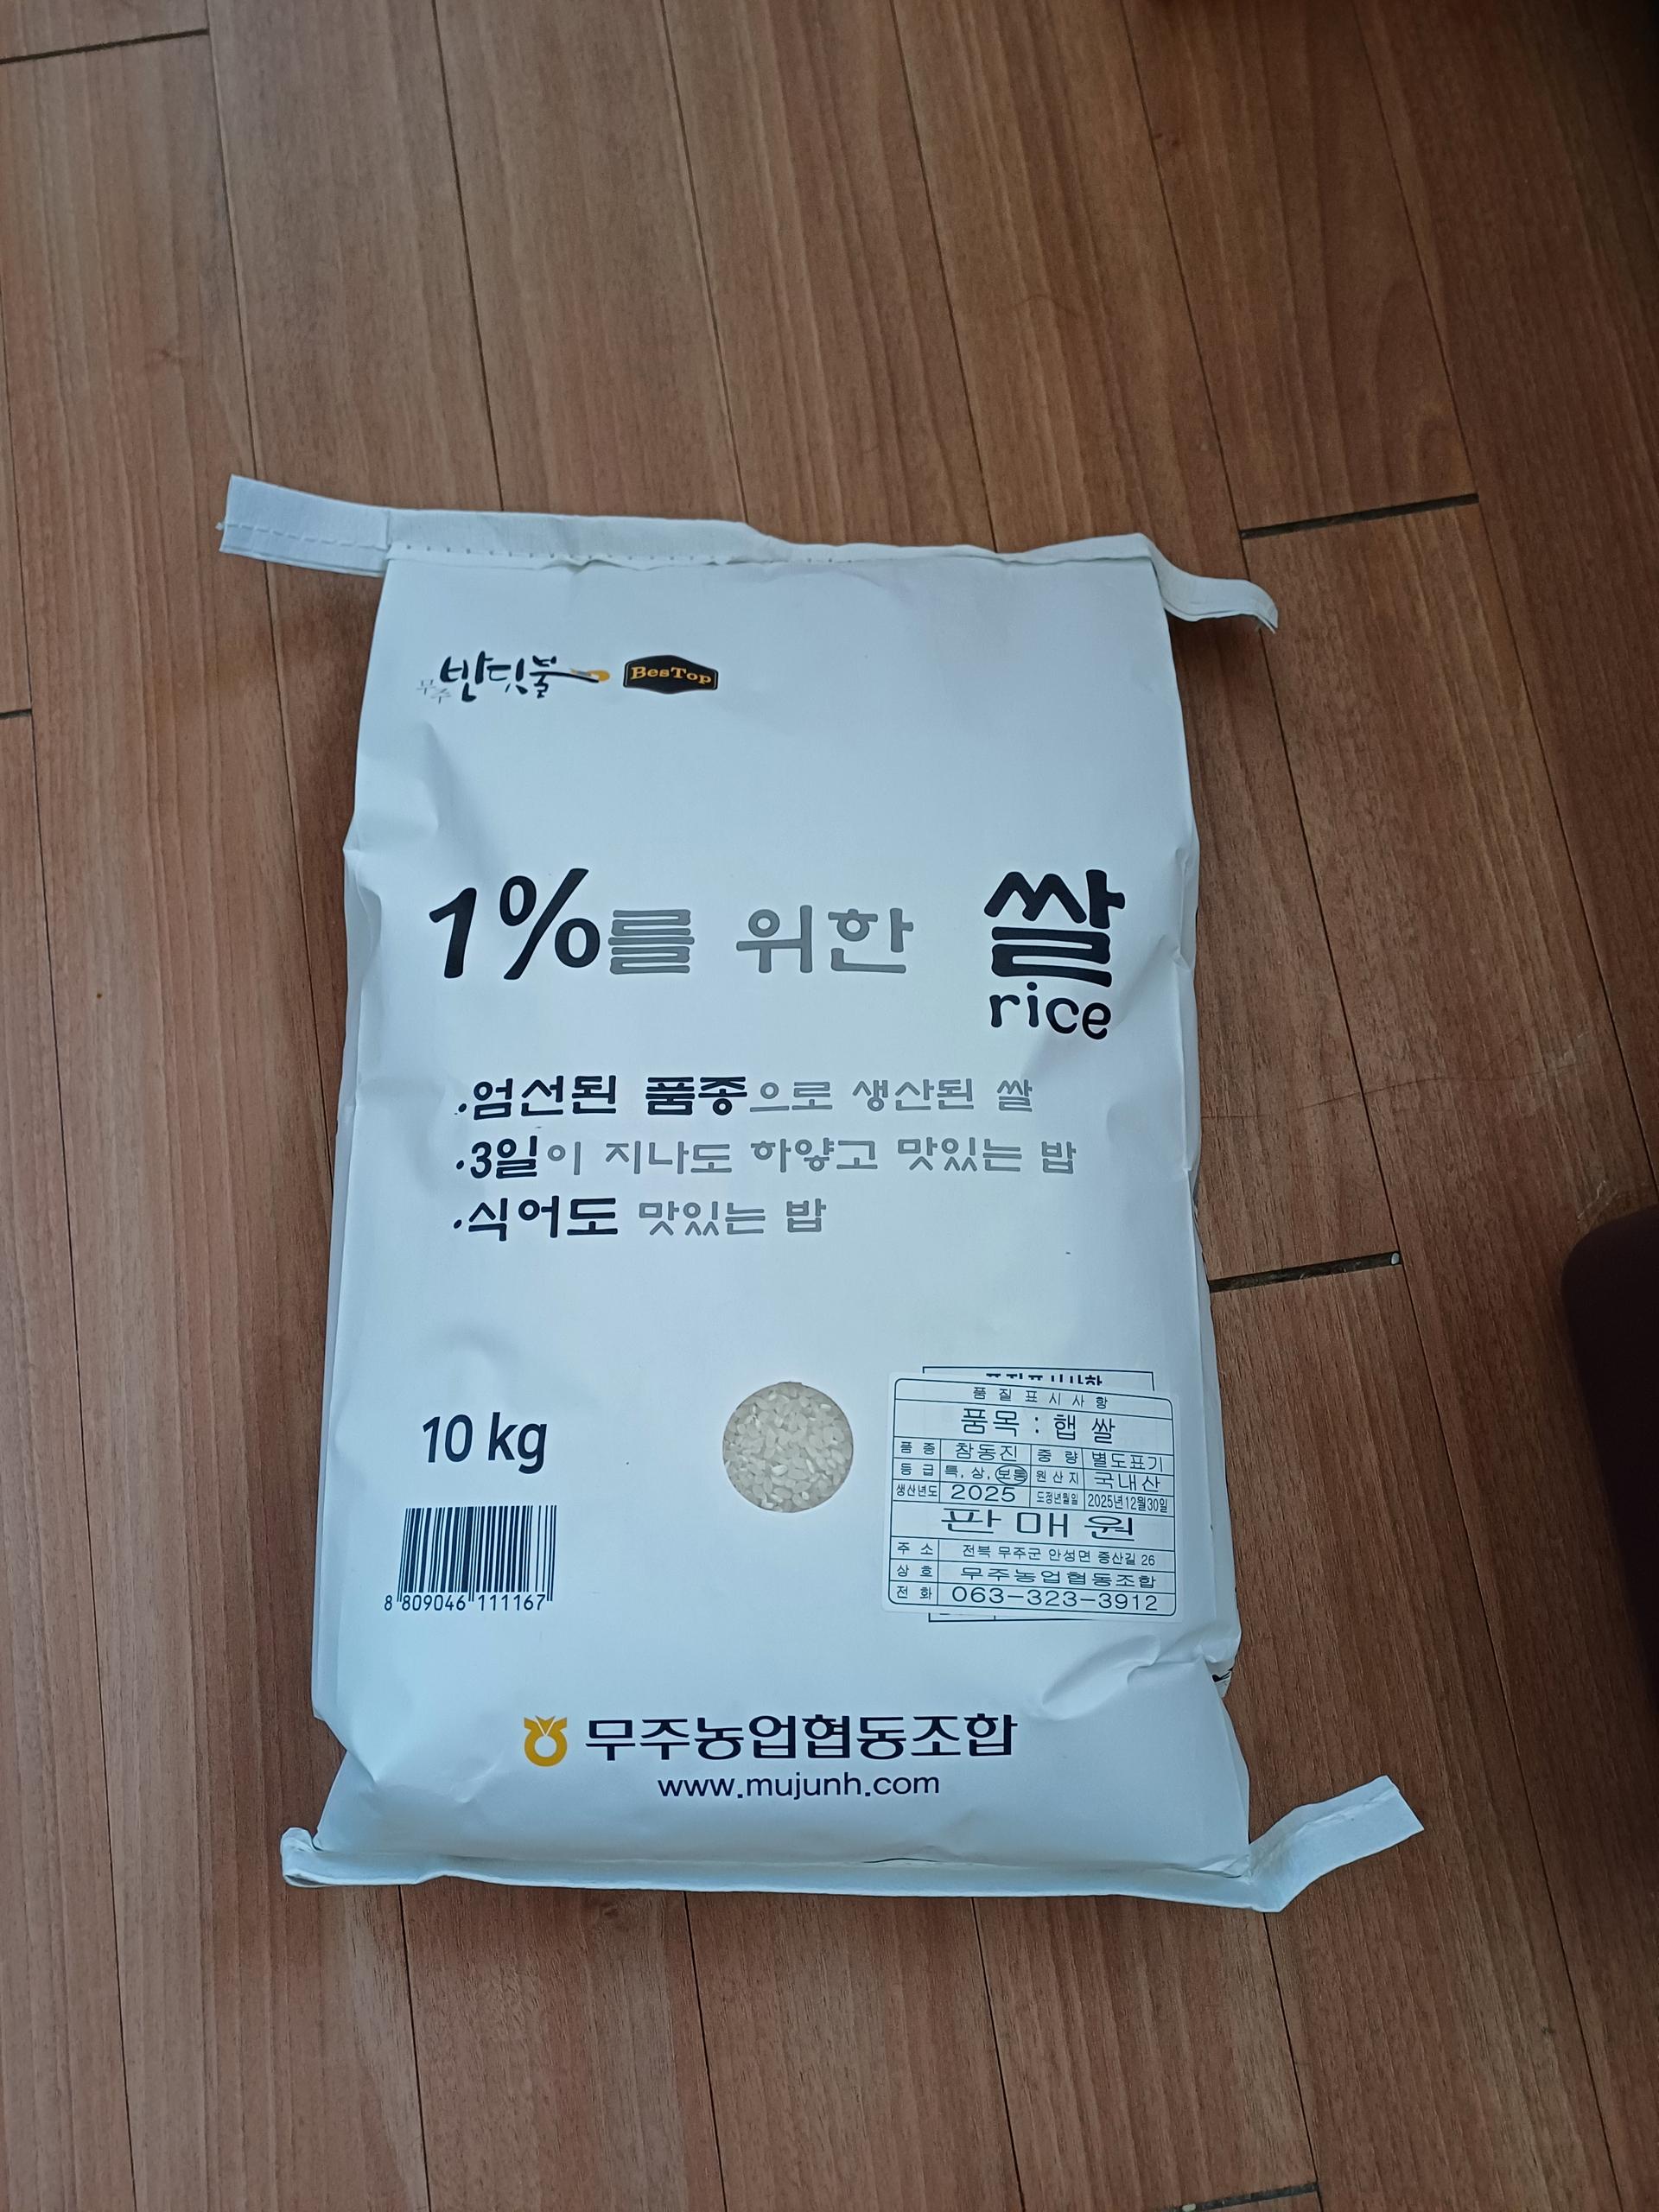 무주 반딧불 BesTop
1%를 위한 쌀
rice
·엄선된 품종으로 생산된 쌀
·3일이 지나도 하얗고 맛있는 밥
·식어도 맛있는 밥
10 kg
8 809046 111167
품질표시사항
품목 : 햅쌀
품종 참동진 중량 별도표기
등급 특, 상, 보통 원산지 국내산
생산년도 2025 도정년월일 2025년12월30일
판매원
주소 전북 무주군 안성면 증산길 26
상호 무주농업협동조합
전화 063-323-3912
무주농업협동조합
www.mujunh.com